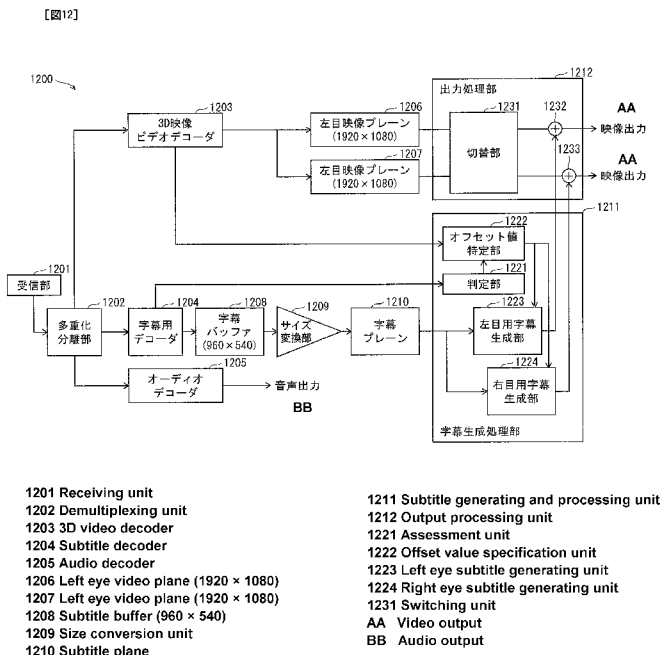 [図12]
1200
1212
出力処理部
1203
3D映像
ビデオデコーダ
1206
左目映像プレーン
(1920×1080)
1207
左目映像プレーン
(1920×1080)
1231
切替部
1232
1233
AA
映像出力
AA
映像出力
1211
1222
オフセット値
特定部
1221
判定部
1201
受信部
1202
多重化
分離部
1204
字幕用
デコーダ
1208
字幕
バッファ
(960×540)
1209
サイズ
変換部
1210
字幕
プレーン
1223
左目用字幕
生成部
1224
右目用字幕
生成部
字幕生成処理部
1205
オーディオ
デコーダ
音声出力
BB
1201 Receiving unit
1202 Demultiplexing unit
1203 3D video decoder
1204 Subtitle decoder
1205 Audio decoder
1206 Left eye video plane (1920 × 1080)
1207 Left eye video plane (1920 × 1080)
1208 Subtitle buffer (960 × 540)
1209 Size conversion unit
1210 Subtitle plane
1211 Subtitle generating and processing unit
1212 Output processing unit
1221 Assessment unit
1222 Offset value specification unit
1223 Left eye subtitle generating unit
1224 Right eye subtitle generating unit
1231 Switching unit
AA Video output
BB Audio output